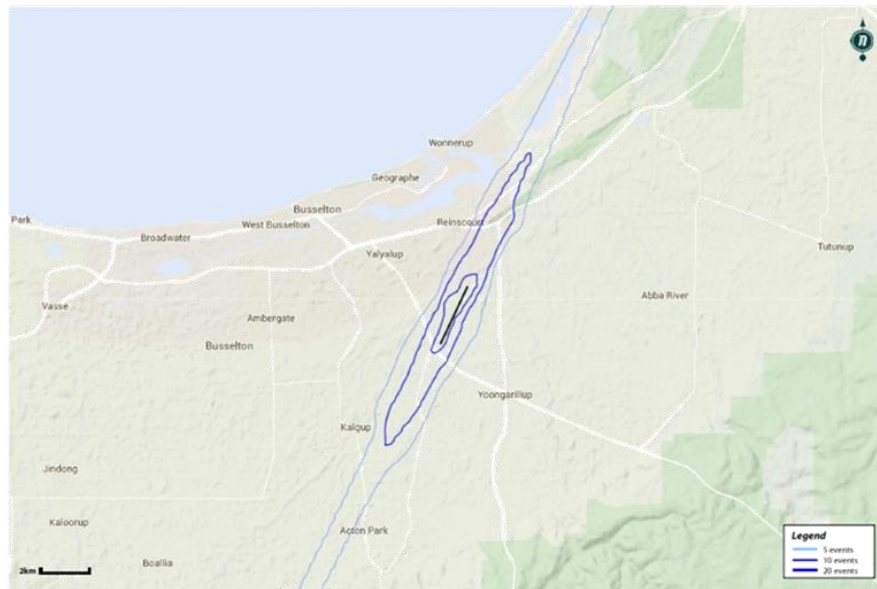 n
Wonnerup
Geographe
Busselton
Park
Reinscourt
West Busselton
Broadwater
Tutunup
Yalyalup
Abba River
Vasse
Ambergate
Busselton
Yoongarillup
Kalgup
Jindong
Kaloorup
Acton Park
Boallia
Legend
5 events
10 events
20 events
2km